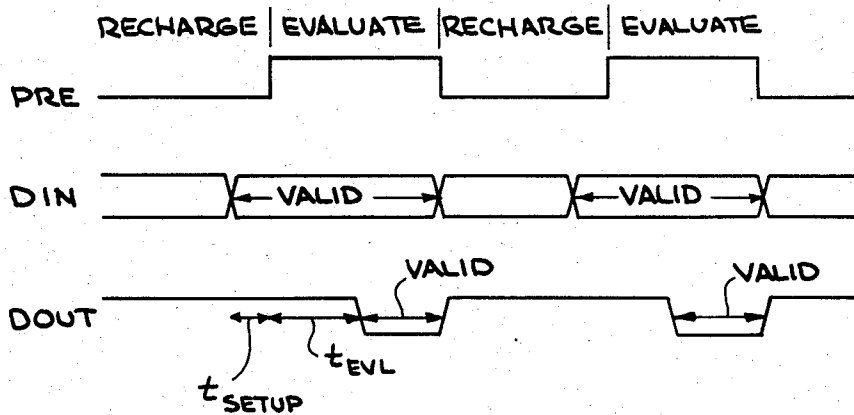 RECHARGE EVALUATE RECHARGE EVALUATE
PRE
DIN VALID VALID
VALID VALID
DOUT
tEVL
tSETUP